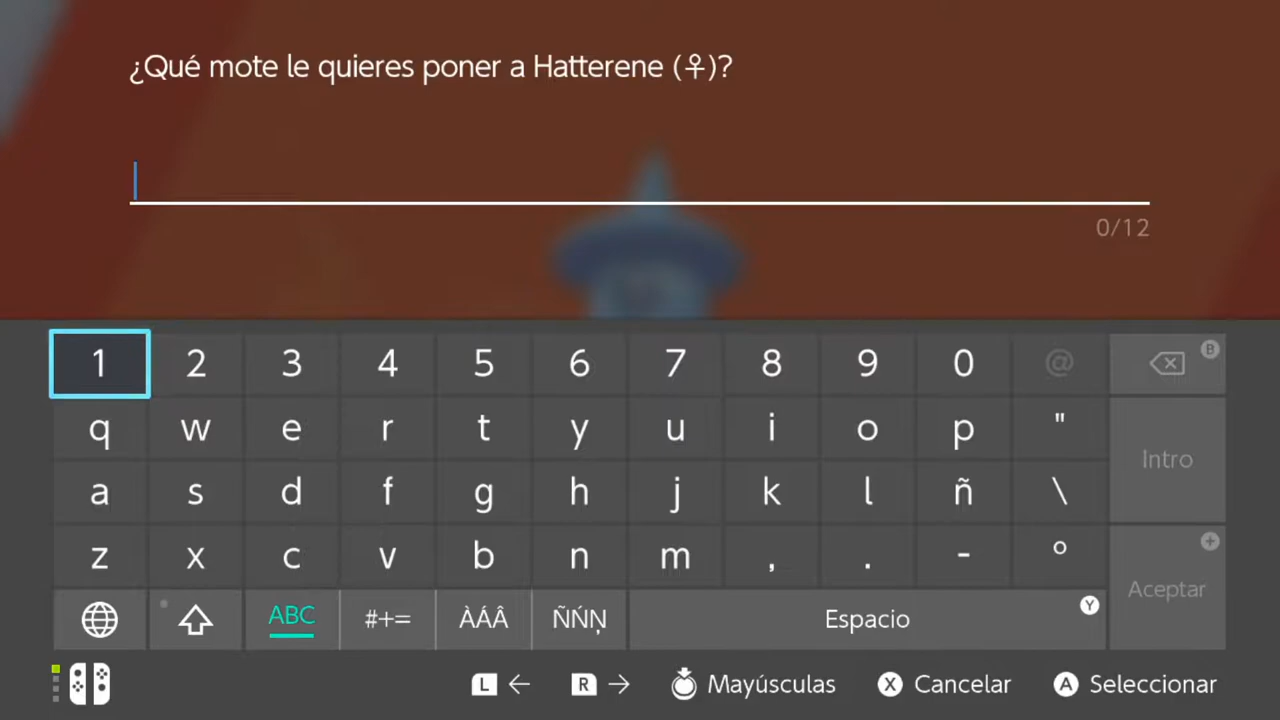 ¿Qué mote le quieres poner a Hatterene (♀)?
0/12
1 2 3 4 5 6 7 8 9 0 @ B
q w e r t y u i o p "
Intro
a s d f g h j k l ñ \
z x c v b n m , . - º +
Aceptar
ABC #+= ÀÁÂ ÑŃŅ Espacio Y
L ← R → Mayúsculas X Cancelar A Seleccionar